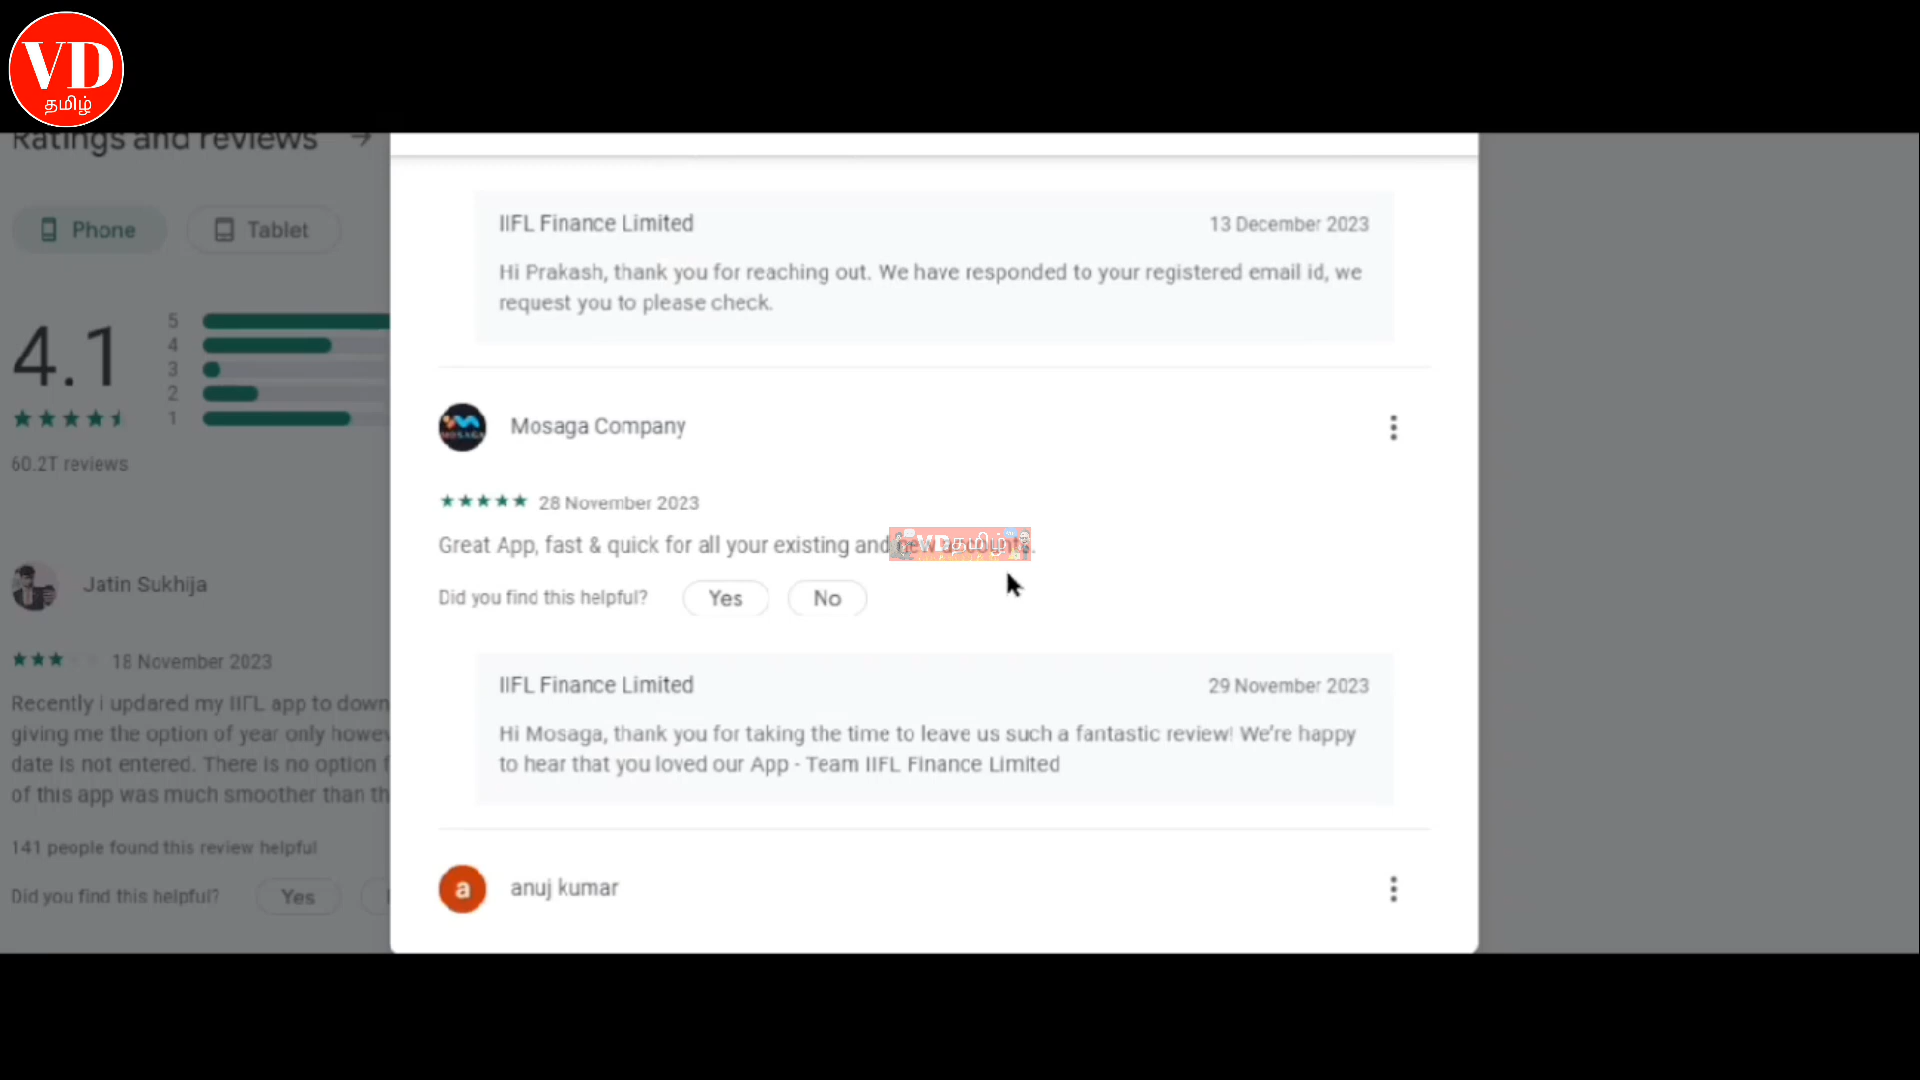 VD
தமிழ்
Ratings and reviews
Phone
Tablet
4.1
5
4
3
2
1
60.2T reviews
Jatin Sukhija
18 November 2023
Recently i updared my IIFL app to down
giving me the option of year only howev
date is not entered. There is no option f
of this app was much smoother than th
141 people found this review helpful
Did you find this helpful?
Yes
IIFL Finance Limited
13 December 2023
Hi Prakash, thank you for reaching out. We have responded to your registered email id, we
request you to please check.
Mosaga Company
28 November 2023
Great App, fast & quick for all your existing and
VDதமிழ்
Did you find this helpful?
Yes
No
IIFL Finance Limited
29 November 2023
Hi Mosaga, thank you for taking the time to leave us such a fantastic review! We're happy
to hear that you loved our App - Team IIFL Finance Limited
a
anuj kumar